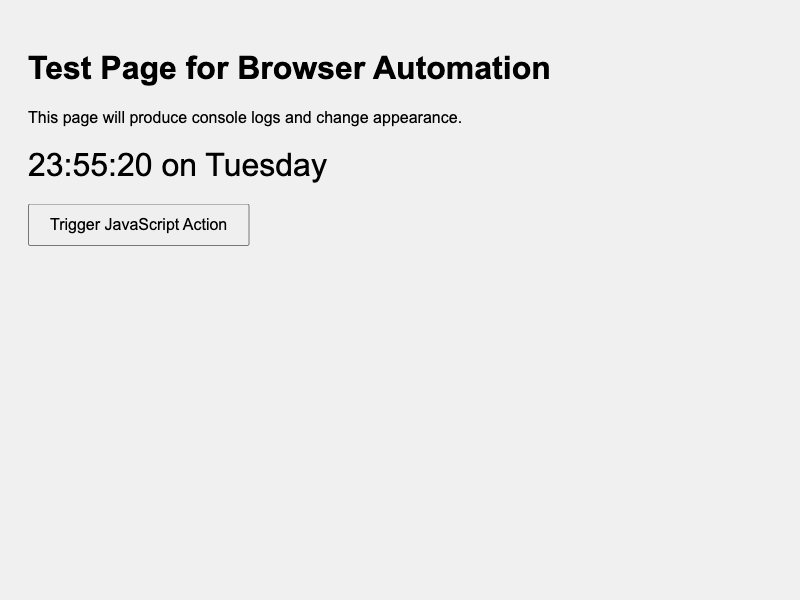 Test Page for Browser Automation
This page will produce console logs and change appearance.
23:55:20 on Tuesday
Trigger JavaScript Action